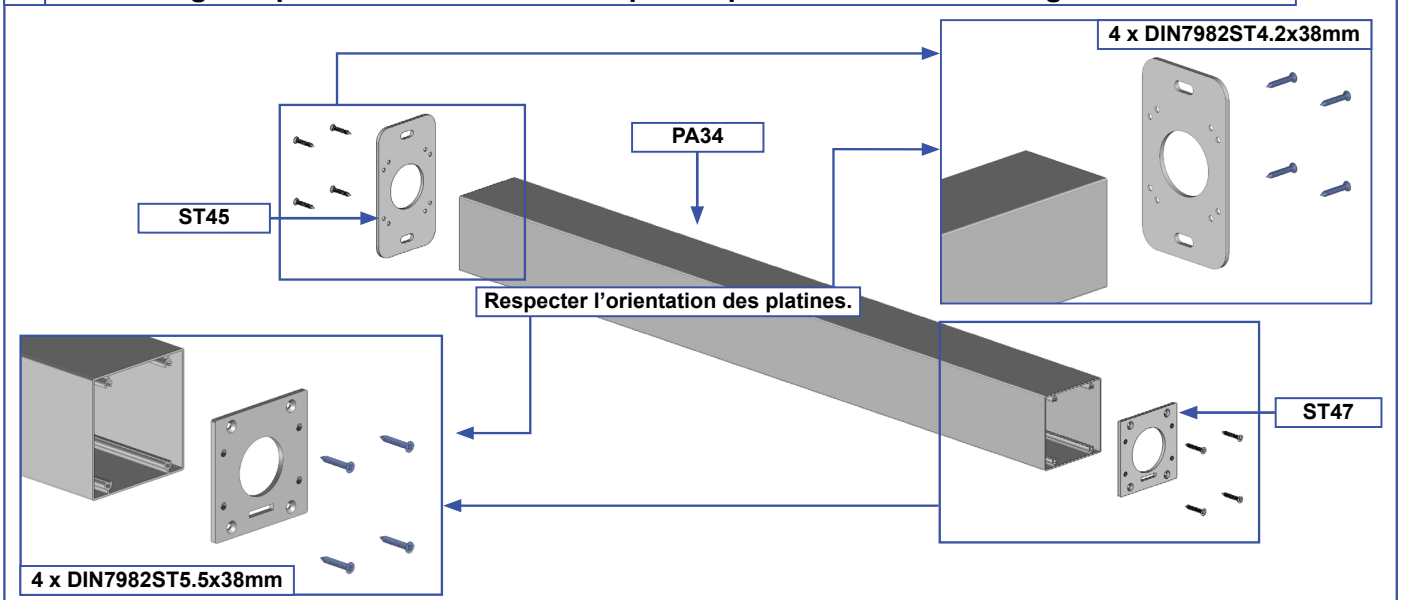 4 x DIN7982ST4.2x38mm
PA34
ST45
Respecter l’orientation des platines.
ST47
4 x DIN7982ST5.5x38mm